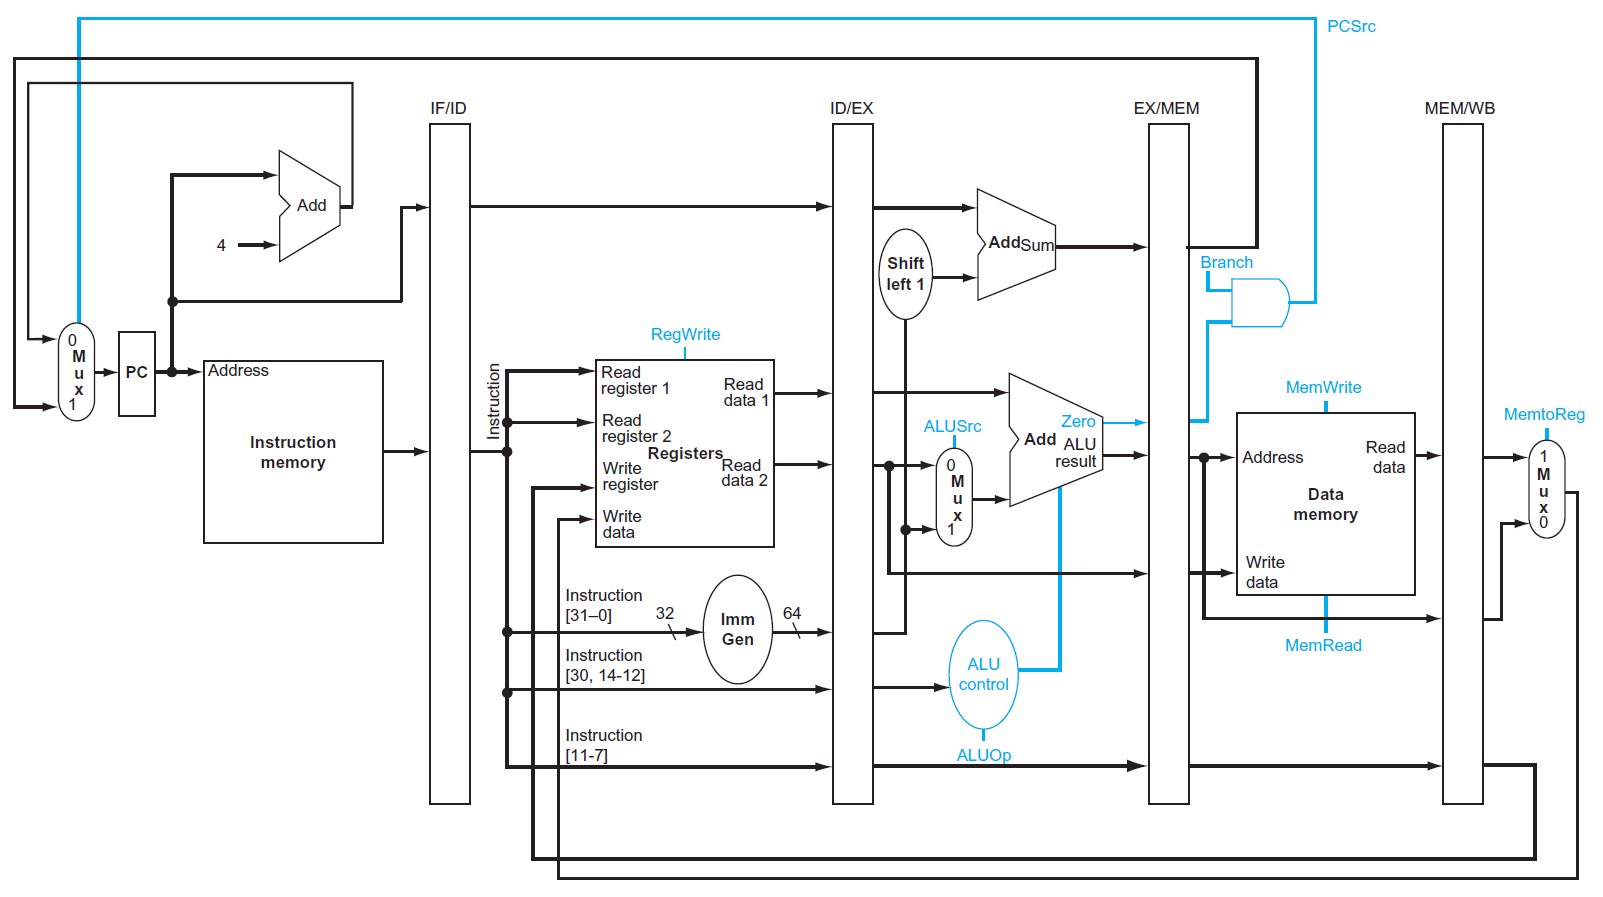 PCSrc
IF/ID
ID/EX
EX/MEM
MEM/WB
Add
4
Shift
left 1
AddSum
Branch
0
M
u
x
1
PC
Address
Instruction
memory
Instruction
RegWrite
Read
register 1
Read
register 2
Write
register
Write
data
Registers
Read
data 1
Read
data 2
ALUSrc
0
M
u
x
1
Add
Zero
ALU
result
MemWrite
Address
Read
data
Data
memory
Write
data
MemRead
MemtoReg
1
M
u
x
0
Instruction
[31–0]
32
Imm
Gen
64
Instruction
[30, 14-12]
ALU
control
ALUOp
Instruction
[11-7]